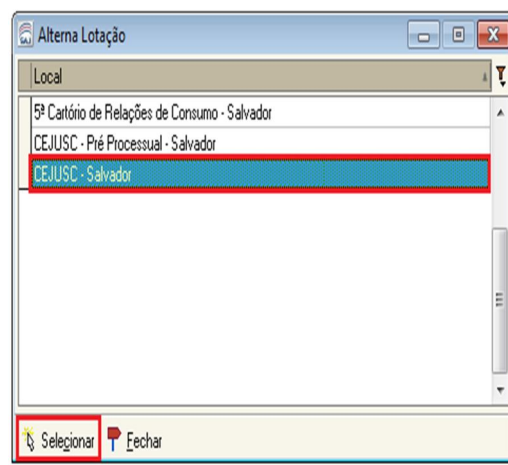 Alterna Lotação
Local
5ª Cartório de Relações de Consumo - Salvador
CEJUSC - Pré Processual - Salvador
CEJUSC - Salvador
Selecionar Fechar